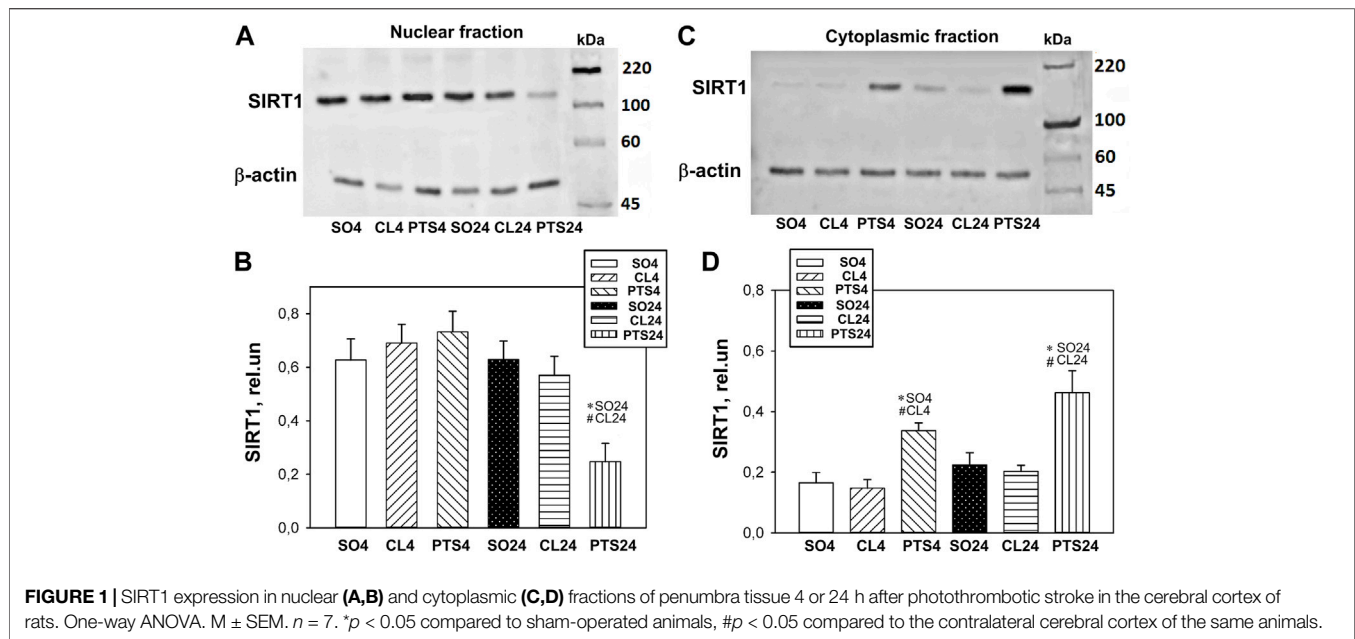 A
Nuclear fraction
kDa
SIRT1
β-actin
220
100
60
45
SO4 CL4 PTS4 SO24 CL24 PTS24
C
Cytoplasmic fraction
kDa
SIRT1
β-actin
220
100
60
45
SO4 CL4 PTS4 SO24 CL24 PTS24
B
SO4
CL4
PTS4
SO24
CL24
PTS24
SIRT1, rel.un
0,8
0,6
0,4
0,2
0,0
*SO24
#CL24
SO4 CL4 PTS4 SO24 CL24 PTS24
D
SO4
CL4
PTS4
SO24
CL24
PTS24
SIRT1, rel.un
0,8
0,6
0,4
0,2
0,0
*SO4
#CL4
* SO24
# CL24
SO4 CL4 PTS4 SO24 CL24 PTS24
FIGURE 1 | SIRT1 expression in nuclear (A,B) and cytoplasmic (C,D) fractions of penumbra tissue 4 or 24 h after photothrombotic stroke in the cerebral cortex of
rats. One-way ANOVA. M ± SEM. n = 7. *p < 0.05 compared to sham-operated animals, #p < 0.05 compared to the contralateral cerebral cortex of the same animals.